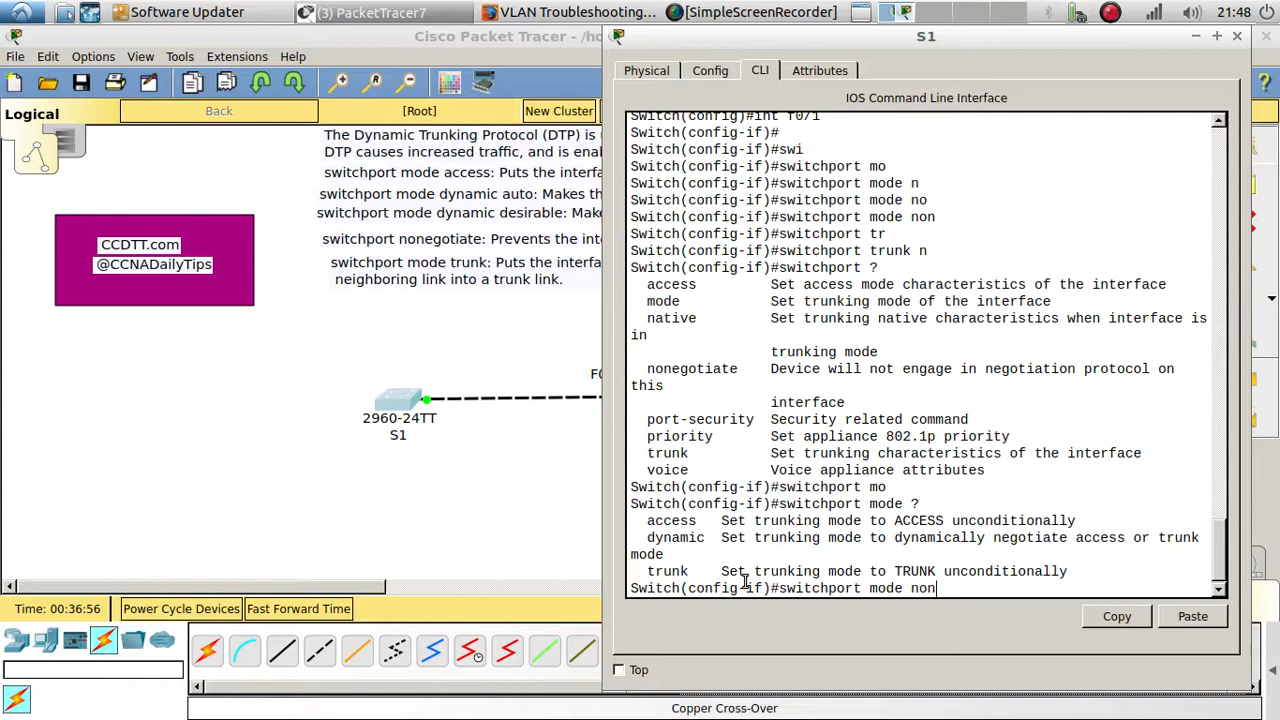 Software Updater
(3) PacketTracer7
VLAN Troubleshooting...
[SimpleScreenRecorder]
21:48
Cisco Packet Tracer - /ho
S1
File Edit Options View Tools Extensions Help
Physical Config CLI Attributes
IOS Command Line Interface
Logical
Back
[Root]
New Cluster
The Dynamic Trunking Protocol (DTP) is
DTP causes increased traffic, and is enab
switchport mode access: Puts the interfa
switchport mode dynamic auto: Makes th
switchport mode dynamic desirable: Make
switchport nonegotiate: Prevents the inte
switchport mode trunk: Puts the interfa
neighboring link into a trunk link.
CCDTT.com
@CCNADailyTips
F0
2960-24TT
S1
Switch(config)#int f0/1
Switch(config-if)#
Switch(config-if)#swi
Switch(config-if)#switchport mo
Switch(config-if)#switchport mode n
Switch(config-if)#switchport mode no
Switch(config-if)#switchport mode non
Switch(config-if)#switchport tr
Switch(config-if)#switchport trunk n
Switch(config-if)#switchport ?
access Set access mode characteristics of the interface
mode Set trunking mode of the interface
native Set trunking native characteristics when interface is
in
trunking mode
nonegotiate Device will not engage in negotiation protocol on
this
interface
port-security Security related command
priority Set appliance 802.1p priority
trunk Set trunking characteristics of the interface
voice Voice appliance attributes
Switch(config-if)#switchport mo
Switch(config-if)#switchport mode ?
access Set trunking mode to ACCESS unconditionally
dynamic Set trunking mode to dynamically negotiate access or trunk
mode
trunk Set trunking mode to TRUNK unconditionally
Switch(config-if)#switchport mode non
Copy
Paste
Top
Time: 00:36:56
Power Cycle Devices
Fast Forward Time
Copper Cross-Over